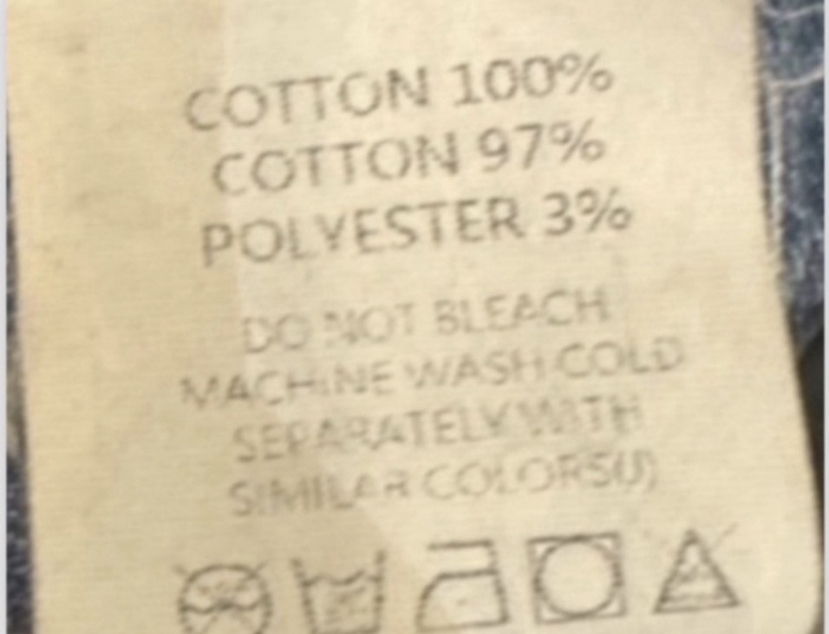 COTTON 100%
COTTON 97%
POLYESTER 3%
DO NOT BLEACH
MACHINE WASH COLD
SEPARATELY WITH
SIMILAR COLORS(J)